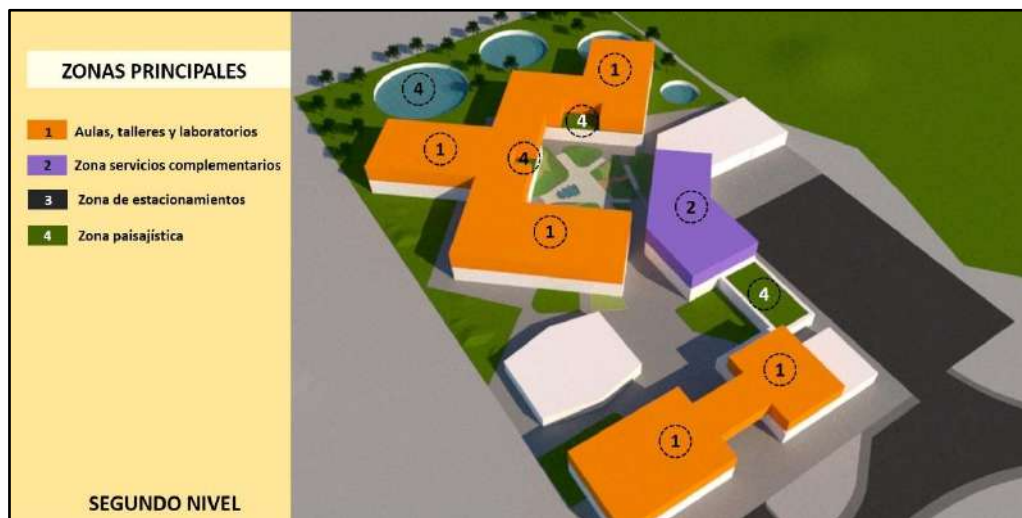 ZONAS PRINCIPALES
1 Aulas, talleres y laboratorios
2 Zona servicios complementarios
3 Zona de estacionamientos
4 Zona paisajística
SEGUNDO NIVEL
1
4
4
1
4
1
2
1
4
1
1